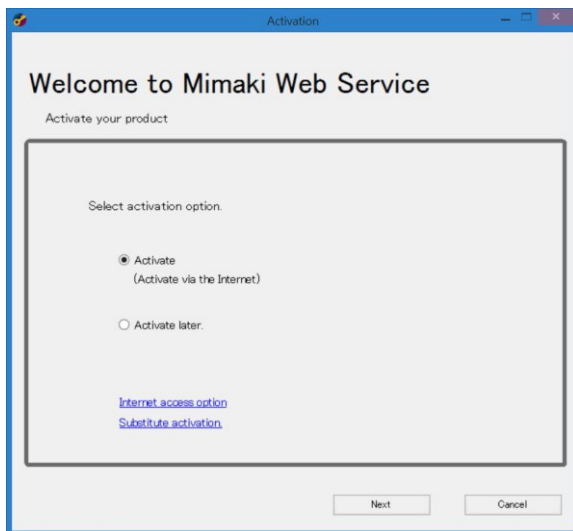 Activation
Welcome to Mimaki Web Service
Activate your product
Select activation option.
Activate
(Activate via the Internet)
Activate later.
Internet access option
Substitute activation.
Next
Cancel